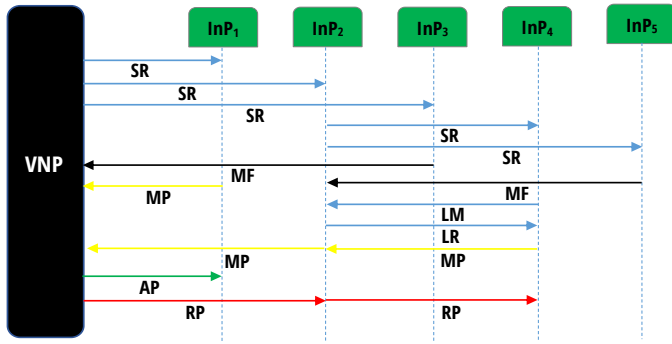 InP₁ InP₂ InP₃ InP₄ InP₅
SR
SR
SR
SR
SR
VNP
MF
MP
MF
LM
LR
MP MP
AP
RP RP